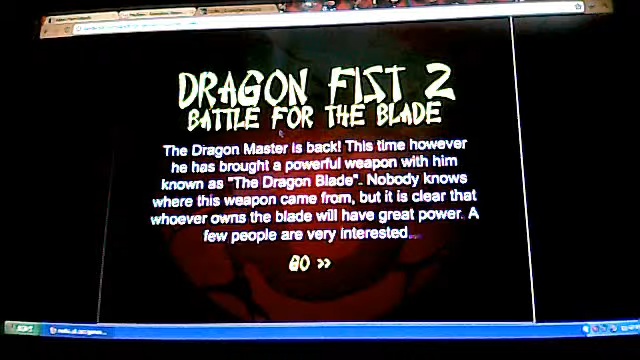 DRAGON FIST 2
BATTLE FOR THE BLADE
The Dragon Master is back! This time however
he has brought a powerful weapon with him
known as "The Dragon Blade". Nobody knows
where this weapon came from, but it is clear that
whoever owns the blade will have great power. A
few people are very interested...
GO >>